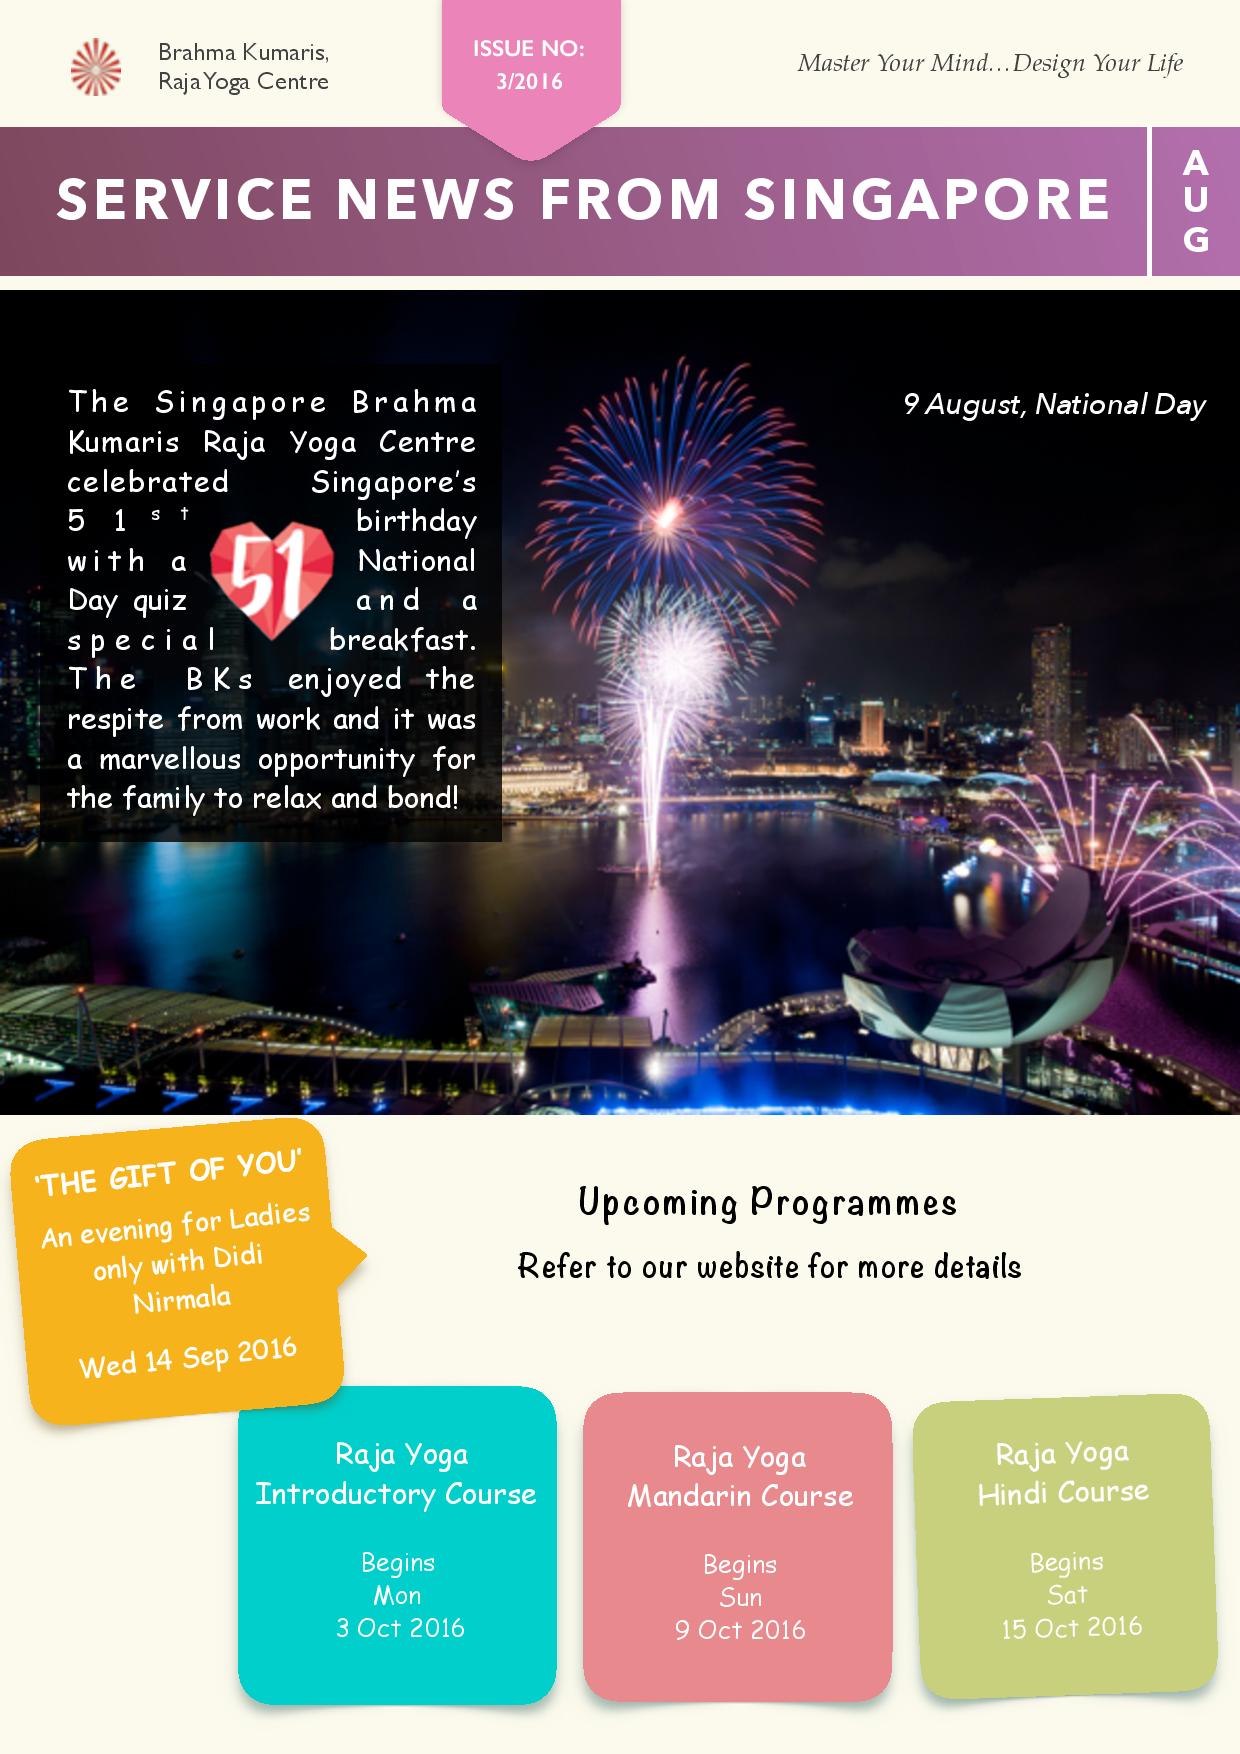 Brahma Kumaris,
Raja Yoga Centre
ISSUE NO:
3/2016
Master Your Mind...Design Your Life
SERVICE NEWS FROM SINGAPORE
A
U
G
The Singapore Brahma
Kumaris Raja Yoga Centre
celebrated Singapore's
51st birthday
with a National
Day quiz and a
special breakfast.
The BKs enjoyed the
respite from work and it was
a marvellous opportunity for
the family to relax and bond!
51
9 August, National Day
'THE GIFT OF YOU'
An evening for Ladies
only with Didi
Nirmala
Wed 14 Sep 2016
Upcoming Programmes
Refer to our website for more details
Raja Yoga
Introductory Course
Begins
Mon
3 Oct 2016
Raja Yoga
Mandarin Course
Begins
Sun
9 Oct 2016
Raja Yoga
Hindi Course
Begins
Sat
15 Oct 2016